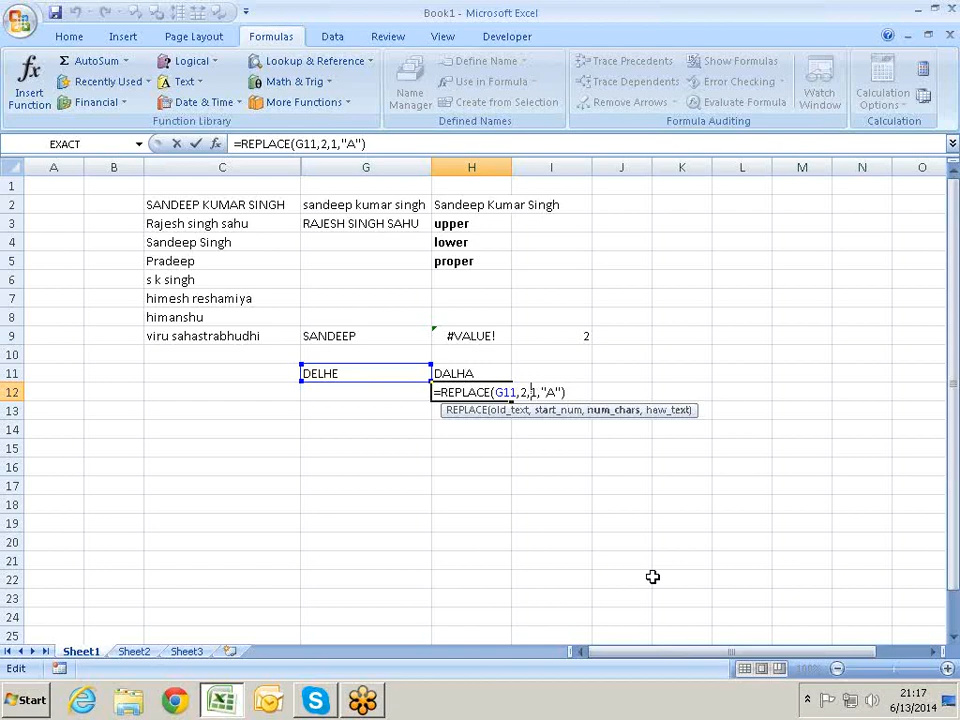 Book1 - Microsoft Excel
Home Insert Page Layout Formulas Data Review View Developer
Insert Function
AutoSum
Recently Used
Financial
Logical
Text
Date & Time
Lookup & Reference
Math & Trig
More Functions
Function Library
Name Manager
Define Name
Use in Formula
Create from Selection
Defined Names
Trace Precedents
Trace Dependents
Remove Arrows
Show Formulas
Error Checking
Evaluate Formula
Formula Auditing
Watch Window
Calculation Options
Calculation
EXACT =REPLACE(G11,2,1,"A")
A B C G H I J K L M N O
1
2 SANDEEP KUMAR SINGH sandeep kumar singh Sandeep Kumar Singh
3 Rajesh singh sahu RAJESH SINGH SAHU upper
4 Sandeep Singh lower
5 Pradeep proper
6 s k singh
7 himesh reshamiya
8 himanshu
9 viru sahastrabhudhi SANDEEP #VALUE! 2
10
11 DELHE DALHA
12 =REPLACE(G11,2,1,"A")
13 REPLACE(old_text, start_num, num_chars, new_text)
14
15
16
17
18
19
20
21
22
23
24
25
Sheet1 Sheet2 Sheet3
Edit 100%
Start 21:17
6/13/2014